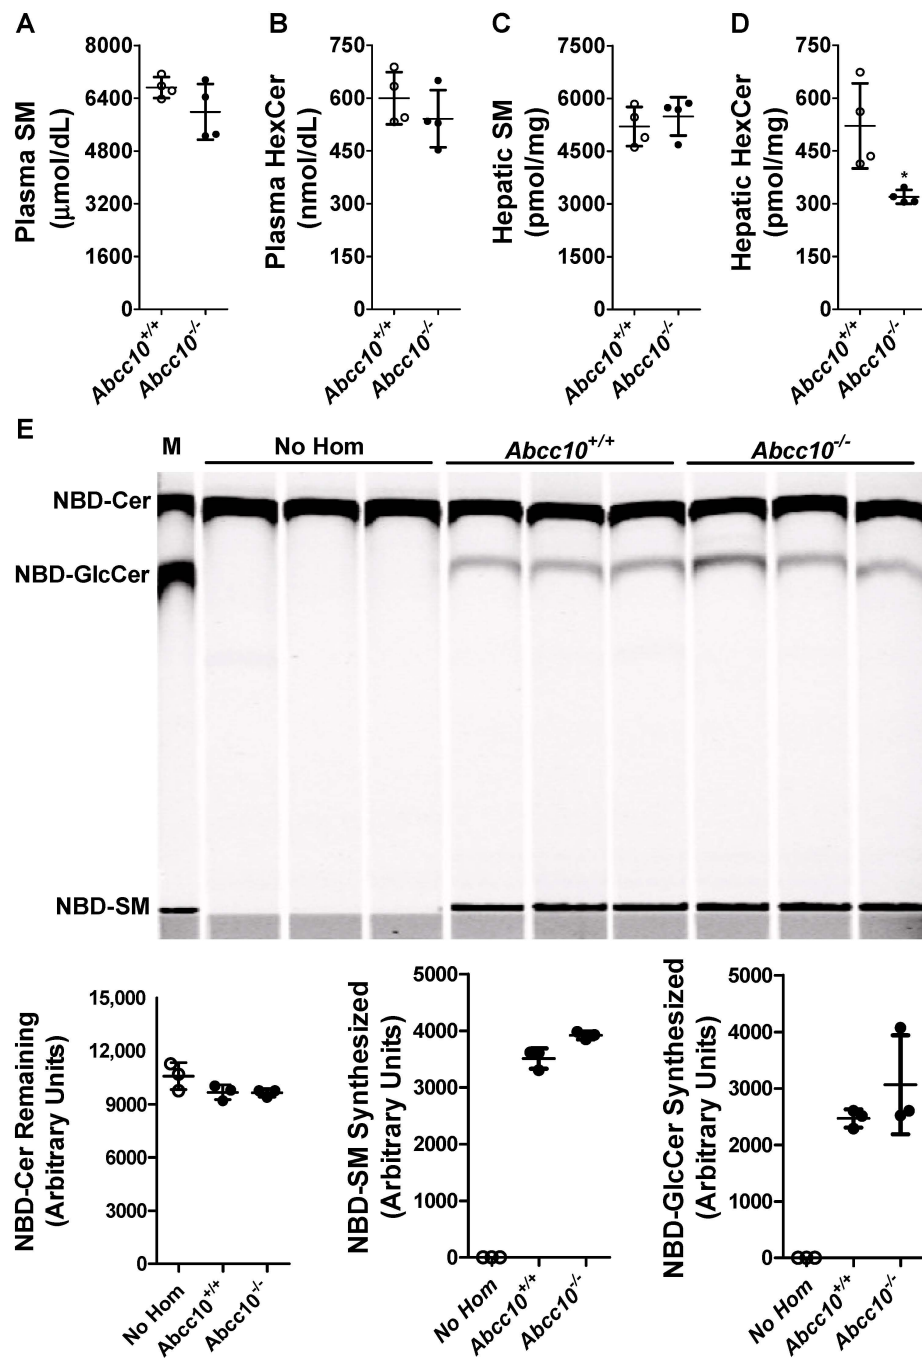 A
Plasma SM
(μmol/dL)
8000
6400
4800
3200
1600
0
Abcc10+/+
Abcc10-/-
B
Plasma HexCer
(nmol/dL)
750
600
450
300
150
0
Abcc10+/+
Abcc10-/-
C
Hepatic SM
(pmol/mg)
7500
6000
4500
3000
1500
0
Abcc10+/+
Abcc10-/-
D
Hepatic HexCer
(pmol/mg)
750
600
450
300
150
0
*
Abcc10+/+
Abcc10-/-
E
M
No Hom
Abcc10+/+
Abcc10-/-
NBD-Cer
NBD-GlcCer
NBD-SM
NBD-Cer Remaining
(Arbitrary Units)
15,000
12,000
9000
6000
3000
0
No Hom
Abcc10+/+
Abcc10-/-
NBD-SM Synthesized
(Arbitrary Units)
5000
4000
3000
2000
1000
0
No Hom
Abcc10+/+
Abcc10-/-
NBD-GlcCer Synthesized
(Arbitrary Units)
5000
4000
3000
2000
1000
0
No Hom
Abcc10+/+
Abcc10-/-